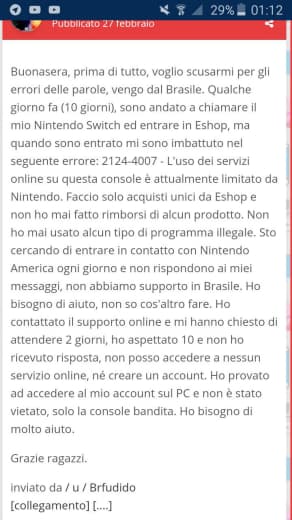 29% 01:12
Pubblicato 27 febbraio
Buonasera, prima di tutto, voglio scusarmi per gli
errori delle parole, vengo dal Brasile. Qualche
giorno fa (10 giorni), sono andato a chiamare il
mio Nintendo Switch ed entrare in Eshop, ma
quando sono entrato mi sono imbattuto nel
seguente errore: 2124-4007 - L'uso dei servizi
online su questa console è attualmente limitato da
Nintendo. Faccio solo acquisti unici da Eshop e
non ho mai fatto rimborsi di alcun prodotto. Non
ho mai usato alcun tipo di programma illegale. Sto
cercando di entrare in contatto con Nintendo
America ogni giorno e non rispondono ai miei
messaggi, non abbiamo supporto in Brasile. Ho
bisogno di aiuto, non so cos'altro fare. Ho
contattato il supporto online e mi hanno chiesto di
attendere 2 giorni, ho aspettato 10 e non ho
ricevuto risposta, non posso accedere a nessun
servizio online, né creare un account. Ho provato
ad accedere al mio account sul PC e non è stato
vietato, solo la console bandita. Ho bisogno di
molto aiuto.
Grazie ragazzi.
inviato da / u / Brfudido
[collegamento] [....]